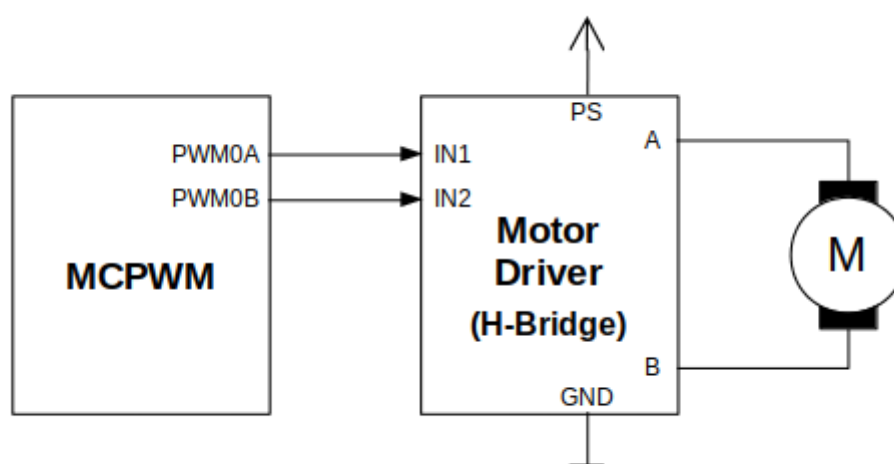 PS
A
PWM0A
IN1
PWM0B
IN2
Motor
Driver
(H-Bridge)
MCPWM
M
B
GND